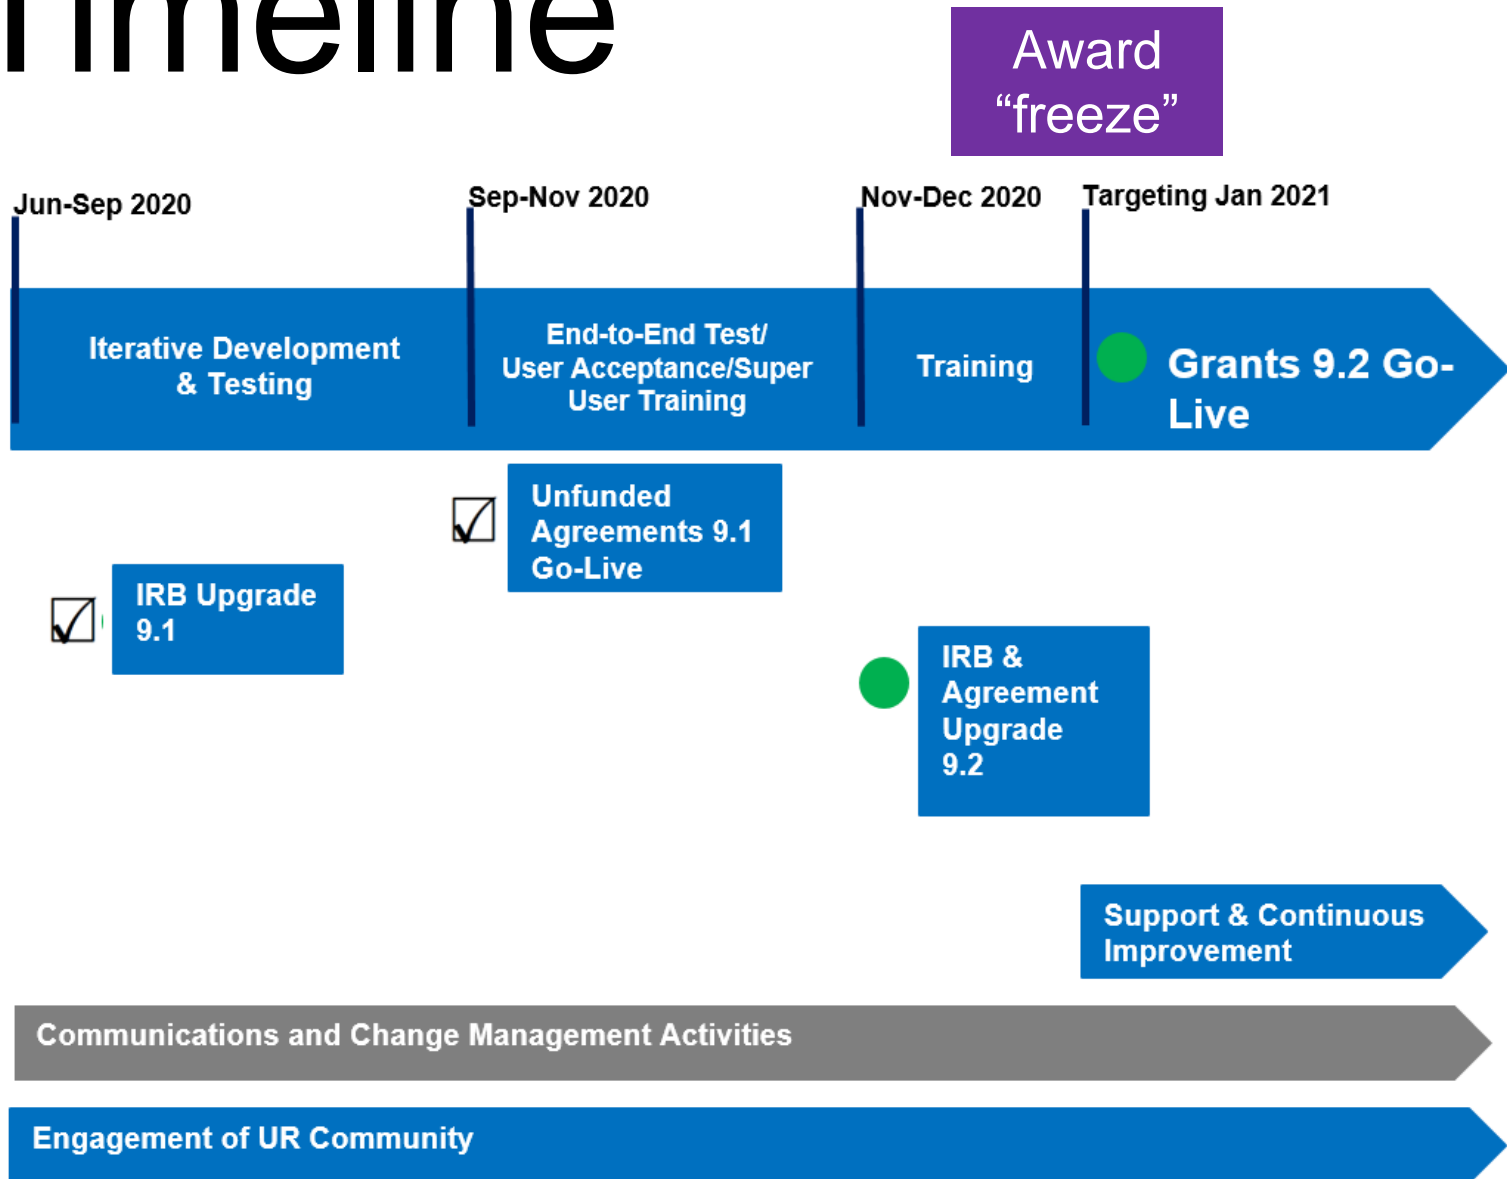 Timeline
Award
“freeze”
Jun-Sep 2020
Sep-Nov 2020
Nov-Dec 2020
Targeting Jan 2021
Iterative Development
& Testing
End-to-End Test/
User Acceptance/Super
User Training
Training
Grants 9.2 Go-
Live
Unfunded
Agreements 9.1
Go-Live
IRB Upgrade
9.1
IRB &
Agreement
Upgrade
9.2
Support & Continuous
Improvement
Communications and Change Management Activities
Engagement of UR Community